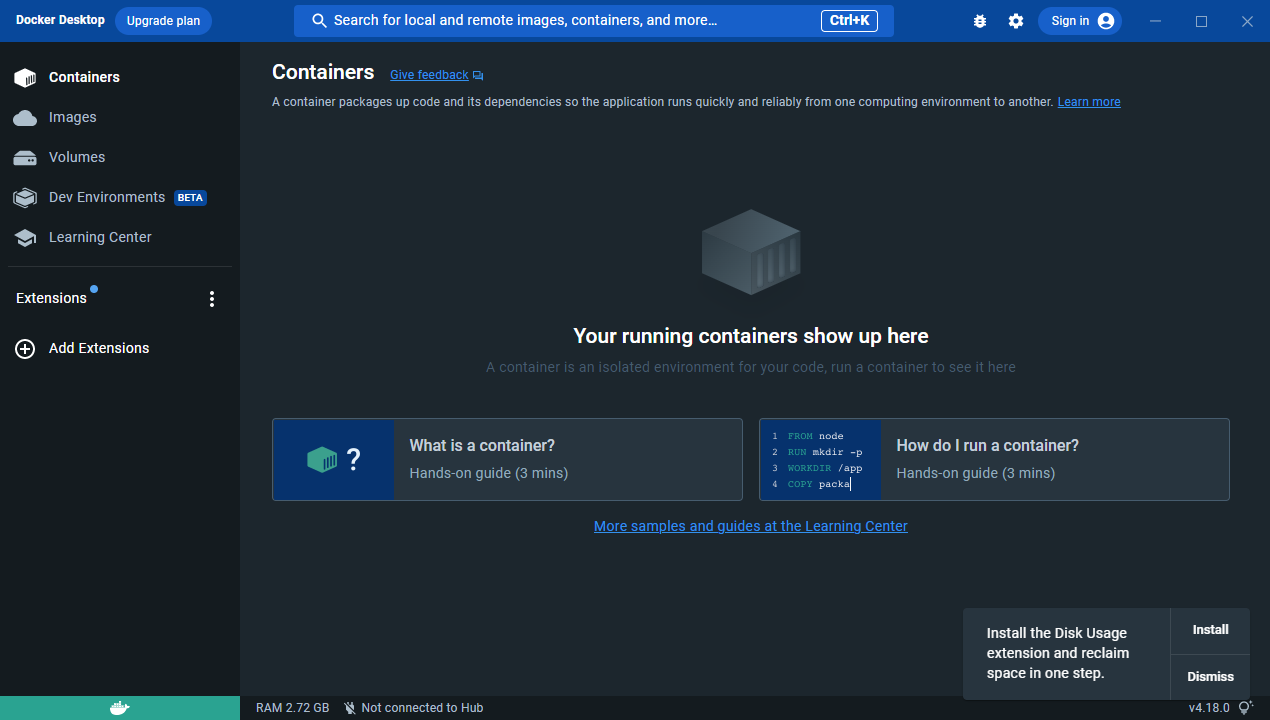 Docker Desktop
Upgrade plan
Search for local and remote images, containers, and more...
Ctrl+K
Sign in
Containers
Images
Volumes
Dev Environments BETA
Learning Center
Extensions
Add Extensions
Containers
Give feedback
A container packages up code and its dependencies so the application runs quickly and reliably from one computing environment to another. Learn more
Your running containers show up here
A container is an isolated environment for your code, run a container to see it here
?
What is a container?
Hands-on guide (3 mins)
1 FROM node
2 RUN mkdir -p
3 WORKDIR /app
4 COPY packa
How do I run a container?
Hands-on guide (3 mins)
More samples and guides at the Learning Center
Install the Disk Usage
extension and reclaim
space in one step.
Install
Dismiss
RAM 2.72 GB
Not connected to Hub
v4.18.0